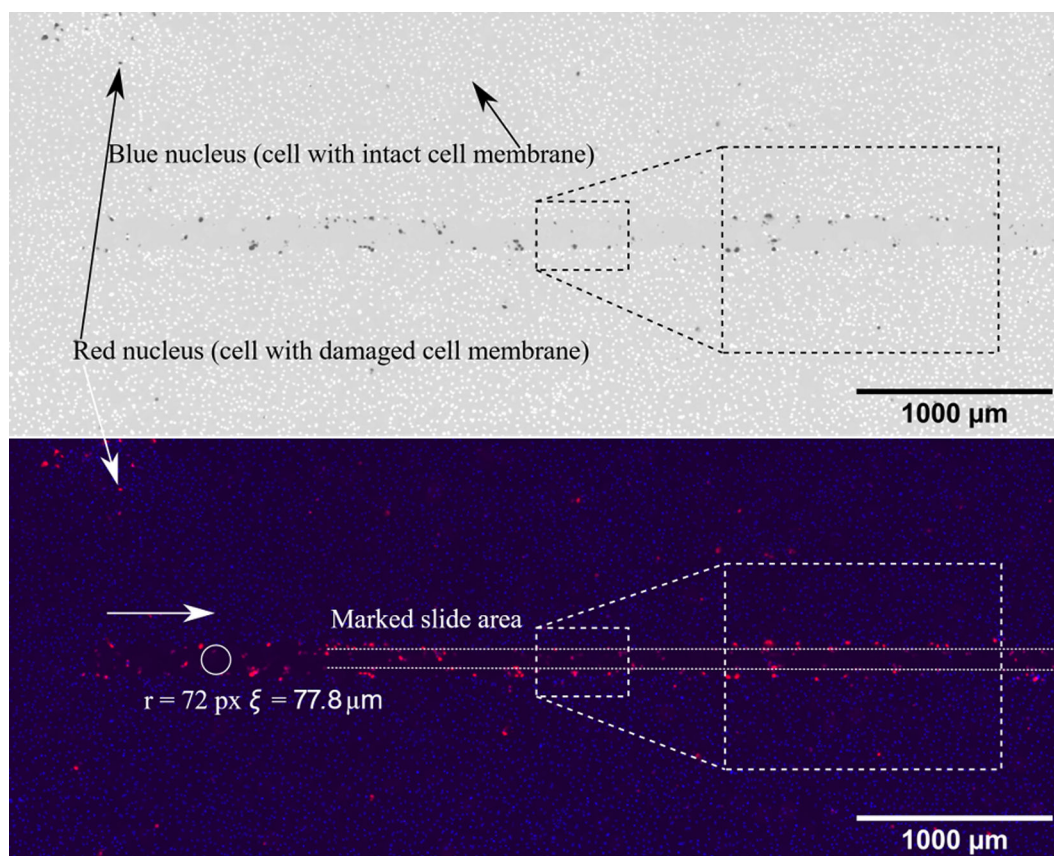 Blue nucleus (cell with intact cell membrane)
Red nucleus (cell with damaged cell membrane)
1000 µm
Marked slide area
r = 72 px ξ = 77.8 µm
1000 µm